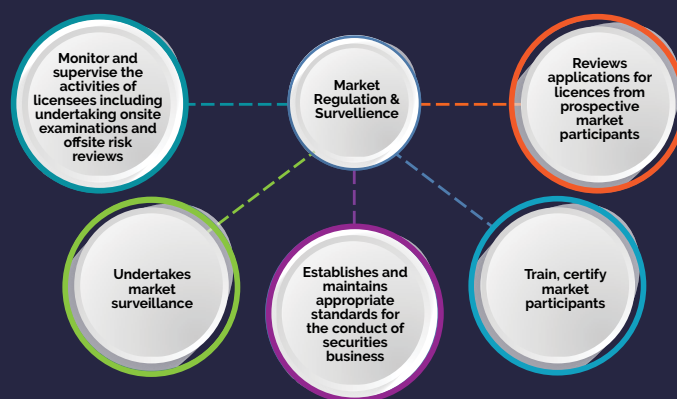 Monitor and
supervise the
activities of
licensees including
undertaking onsite
examinations and
offsite risk
reviews
Market
Regulation &
Survellience
Reviews
applications for
licences from
prospective
market
participants
Undertakes
market
surveillance
Establishes and
maintains
appropriate
standards for
the conduct of
securities
business
Train, certify
market
participants